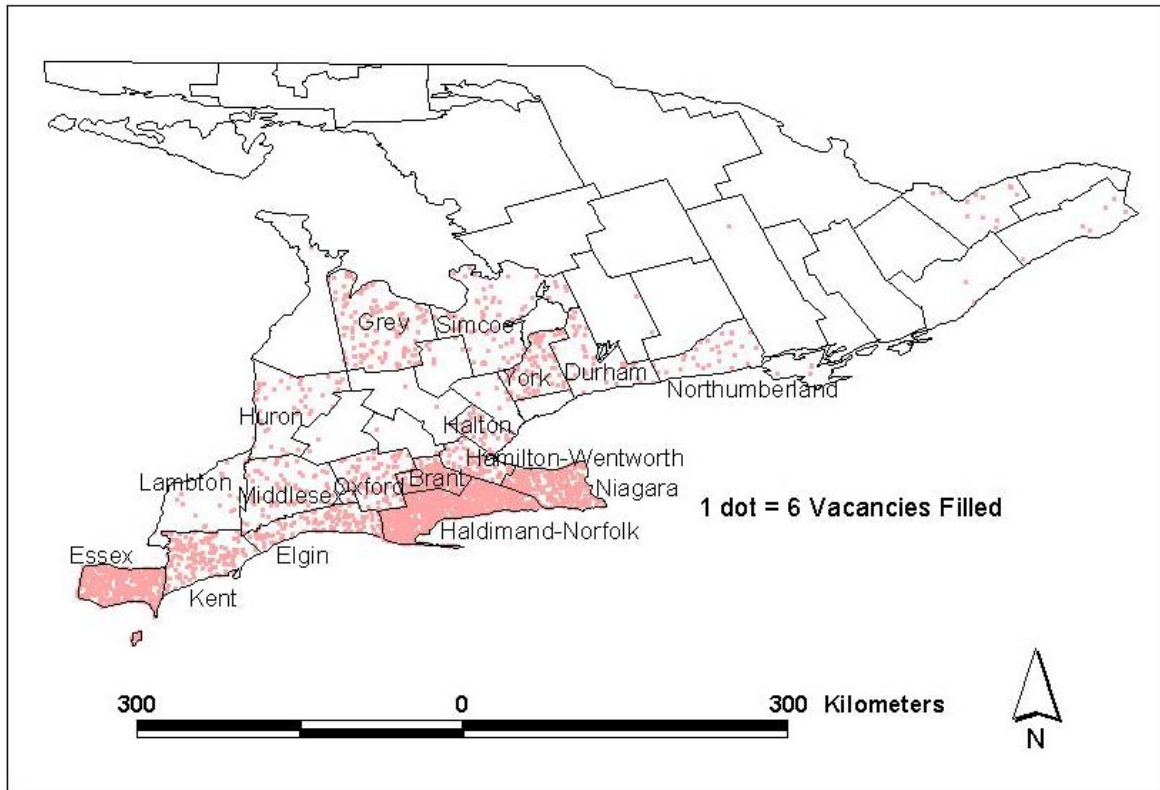 Grey
Simcoe
York
Durham
Northumberland
Huron
Halton
Hamilton-Wentworth
Lambton
Middlesex
Oxford
Brant
Niagara
1 dot = 6 Vacancies Filled
Haldimand-Norfolk
Essex
Elgin
Kent
300 0 300 Kilometers
N